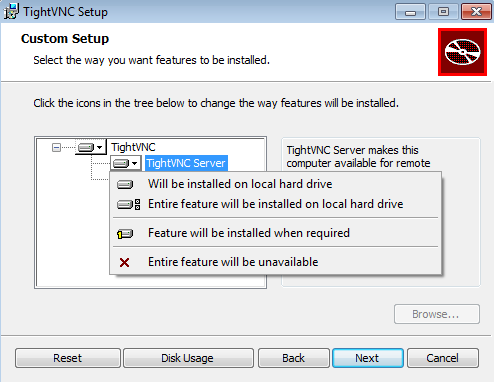 TightVNC Setup
Custom Setup
Select the way you want features to be installed.
Click the icons in the tree below to change the way features will be installed.
TightVNC
TightVNC Server
TightVNC Server makes this
computer available for remote
Will be installed on local hard drive
Entire feature will be installed on local hard drive
Feature will be installed when required
Entire feature will be unavailable
Browse...
Reset
Disk Usage
Back
Next
Cancel